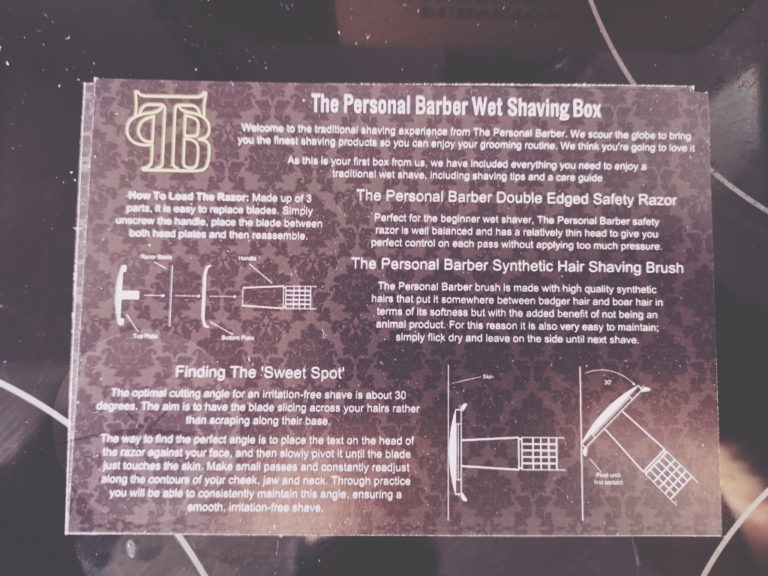 TPB
The Personal Barber Wet Shaving Box
Welcome to the traditional shaving experience from The Personal Barber. We scour the globe to bring
you the finest shaving products so you can enjoy your grooming routine. We think you're going to love it
As this is your first box from us, we have included everything you need to enjoy a
traditional wet shave, including shaving tips and a care guide
How To Load The Razor: Made up of 3
parts, it is easy to replace blades. Simply
unscrew the handle, place the blade between
both head plates and then reassemble.
Razor Blade
Handle
Top Plate
Bottom Plate
The Personal Barber Double Edged Safety Razor
Perfect for the beginner wet shaver, The Personal Barber safety
razor is well balanced and has a relatively thin head to give you
perfect control on each pass without applying too much pressure.
The Personal Barber Synthetic Hair Shaving Brush
The Personal Barber brush is made with high quality synthetic
hairs that put it somewhere between badger hair and boar hair in
terms of its softness but with the added benefit of not being an
animal product. For this reason it is also very easy to maintain;
simply flick dry and leave on the side until next shave.
Finding The 'Sweet Spot'
The optimal cutting angle for an irritation-free shave is about 30
degrees. The aim is to have the blade slicing across your hairs rather
than scraping along their base.
The way to find the perfect angle is to place the text on the head of
the razor against your face, and then slowly pivot it until the blade
just touches the skin. Make small passes and constantly readjust
along the contours of your cheek, jaw and neck. Through practice
you will be able to consistently maintain this angle, ensuring a
smooth, irritation-free shave.
Skin
30°
Pivot until
first contact